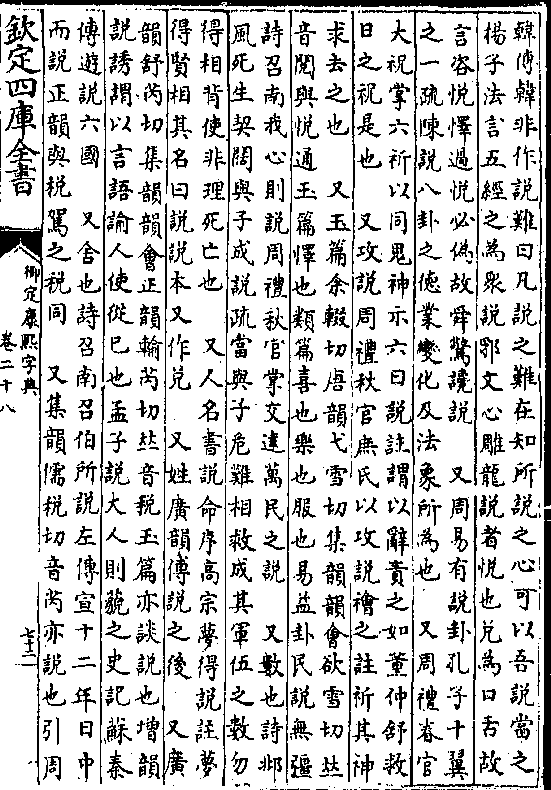 韓傳韓非作說難曰凡說之難在知所說之心可以吾說當之
揚子法言五經之為衆說郛文心雕龍說者悅也兌為口舌故
言咨悅懌過悅必偽故舜驚讒說　又周易有說卦孔子十翼
之一疏陳說八卦之德業變化及法象所為也　又周禮春官
大祝掌六祈以同鬼神示六曰說註謂以辭責之如董仲舒救
日之祝是也　又攻說周禮秋官庶氏以攻說禬之註祈其神
求去之也　又玉篇余輟切唐韻弋雪切集韻韻會欲雪切𠀤
音閱與悅通玉篇懌也類篇喜也樂也服也易益卦民說無疆
詩召南我心則說周禮秋官掌交達萬民之說　又數也詩邶
風死生契闊與子成說疏當與子危難相救成其軍伍之數勿
得相背使非理死亡也　又人名書說命序高宗夢得說註夢
得賢相其名曰說說本又作兌　又姓廣韻傅說之後　又廣
韻舒芮切集韻韻會正韻輸芮切𠀤音稅玉篇亦談說也增韻
說誘謂以言語諭人使從已也孟子說大人則藐之史記蘇秦
傳遊說六國　又舍也詩召南召伯所說左傳宣十二年日中
而說正韻與稅駕之稅同　又集韻儒稅切音芮亦說也引周
欽定四庫全書
御定康熙字典
卷二十八
七十二